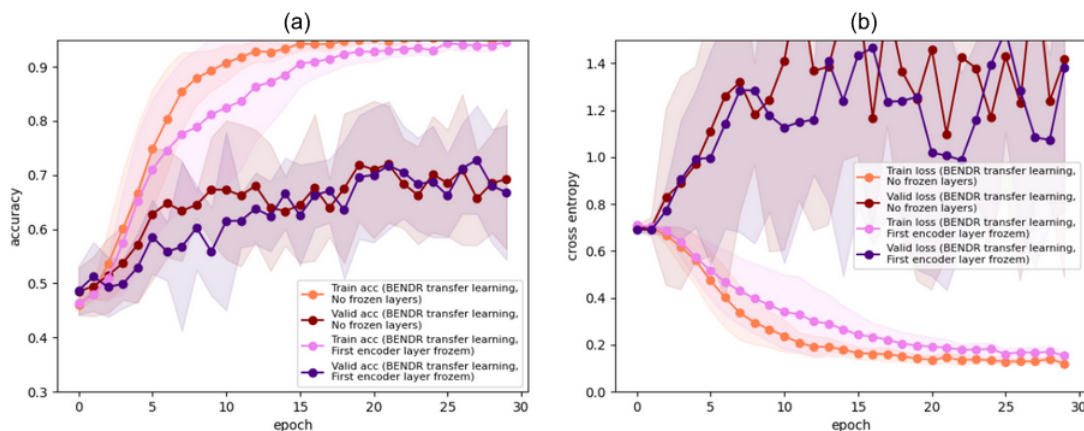 (a)
0.9
0.8
0.7
0.6
0.5
0.4
0.3
accuracy
0
5
10
15
20
25
30
epoch
Train acc (BENDR transfer learning,
No frozen layers)
Valid acc (BENDR transfer learning,
No frozen layers)
Train acc (BENDR transfer learning,
First encoder layer frozem)
Valid acc (BENDR transfer learning,
First encoder layer frozem)
(b)
1.4
1.2
1.0
0.8
0.6
0.4
0.2
0.0
cross entropy
0
5
10
15
20
25
30
epoch
Train loss (BENDR transfer learning,
No frozen layers)
Valid loss (BENDR transfer learning,
No frozen layers)
Train loss (BENDR transfer learning,
First encoder layer frozem)
Valid loss (BENDR transfer learning,
First encoder layer frozem)